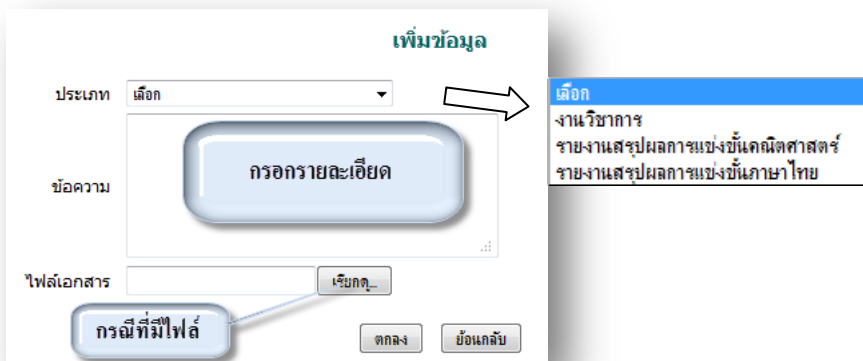 เพิ่มข้อมูล
ประเภท เลือก
เลือก
งานวิชาการ
รายงานสรุปผลการแข่งขั้นคณิตศาสตร์
รายงานสรุปผลการแข่งขั้นภาษาไทย
ข้อความ
กรอกรายละเอียด
ไฟล์เอกสาร เรียกดู...
กรณีที่มีไฟล์
ตกลง ย้อนกลับ